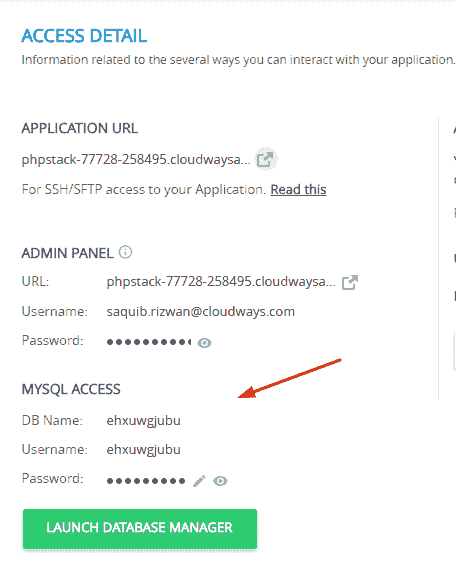 ACCESS DETAIL
Information related to the several ways you can interact with your application.
APPLICATION URL
phpstack-77728-258495.cloudwaysa...
For SSH/SFTP access to your Application. Read this
ADMIN PANEL
URL: phpstack-77728-258495.cloudwaysa...
Username: saquib.rizwan@cloudways.com
Password: ••••••••••
MYSQL ACCESS
DB Name: ehxuwgjubu
Username: ehxuwgjubu
Password: •••••••••
LAUNCH DATABASE MANAGER